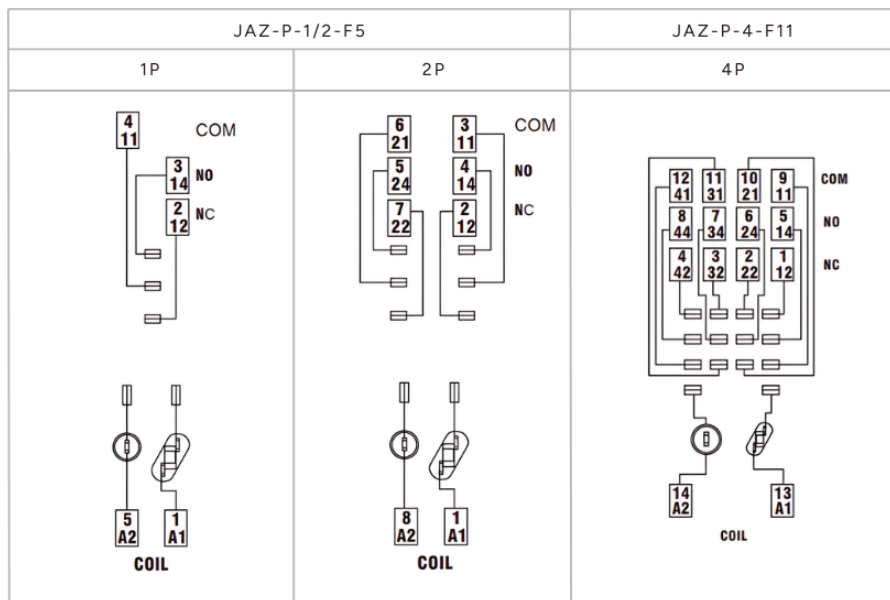 JAZ-P-1/2-F5 JAZ-P-4-F11
1P 2P 4P
4
11
COM
3
14
NO
2
12
NC
5
A2
1
A1
COIL
6
21
3
11
COM
5
24
4
14
NO
7
22
2
12
NC
8
A2
1
A1
COIL
12 11 10 9
41 31 21 11
COM
8 7 6 5
44 34 24 14
NO
4 3 2 1
42 32 22 12
NC
14
A2
13
A1
COIL